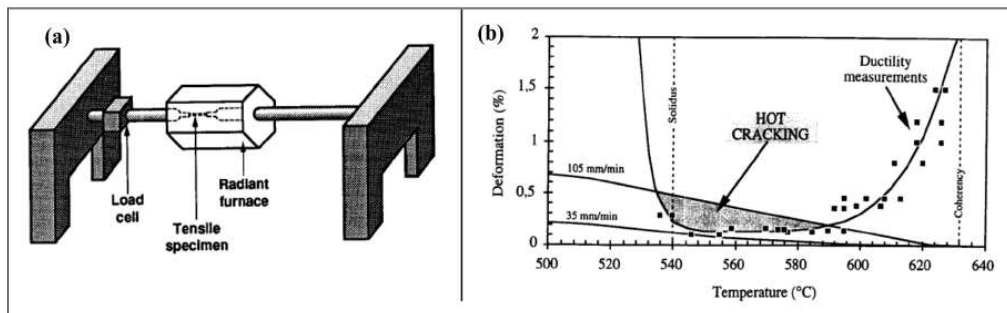 (a)
Load
cell
Tensile
specimen
Radiant
furnace
(b)
Deformation (%)
2
1.5
1
0.5
0
Solidus
HOT
CRACKING
Ductility
measurements
Coherency
105 mm/min
35 mm/min
500 520 540 560 580 600 620 640
Temperature (°C)